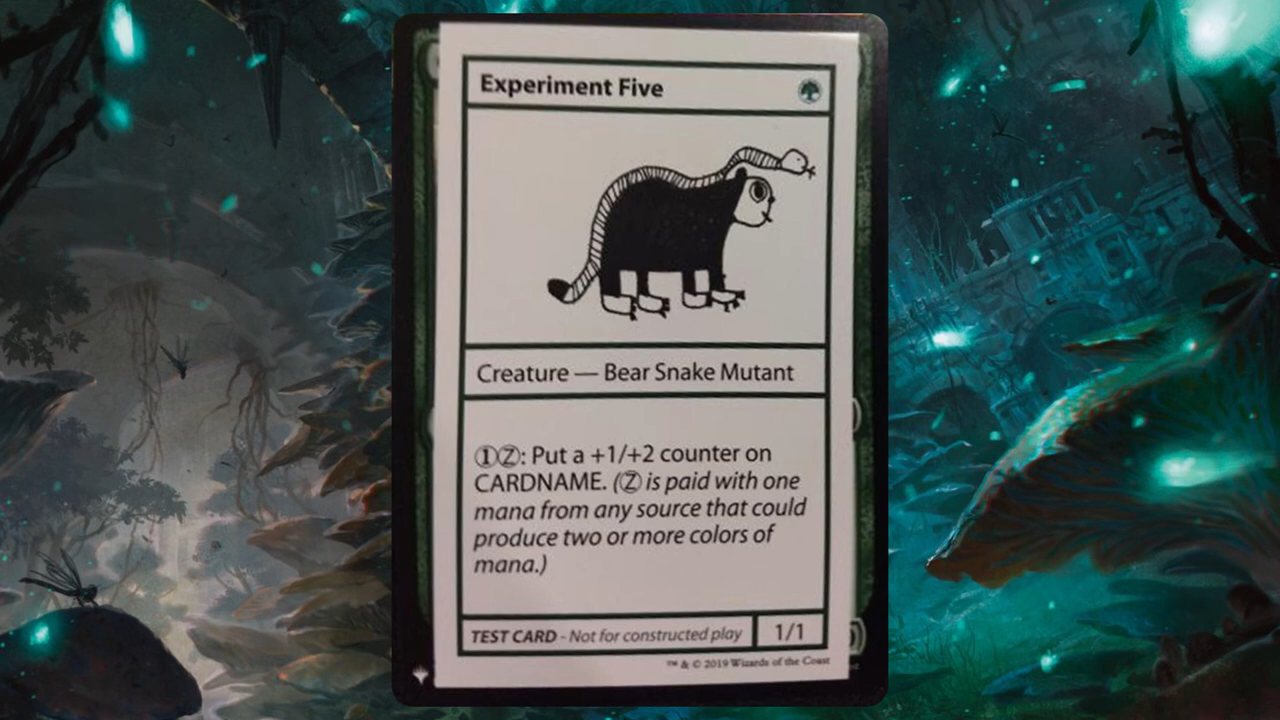 Experiment Five
Creature — Bear Snake Mutant
①Ⓩ: Put a +1/+2 counter on
CARDNAME. (Ⓩ is paid with one
mana from any source that could
produce two or more colors of
mana.)
TEST CARD - Not for constructed play
1/1
™ & © 2019 Wizards of the Coast